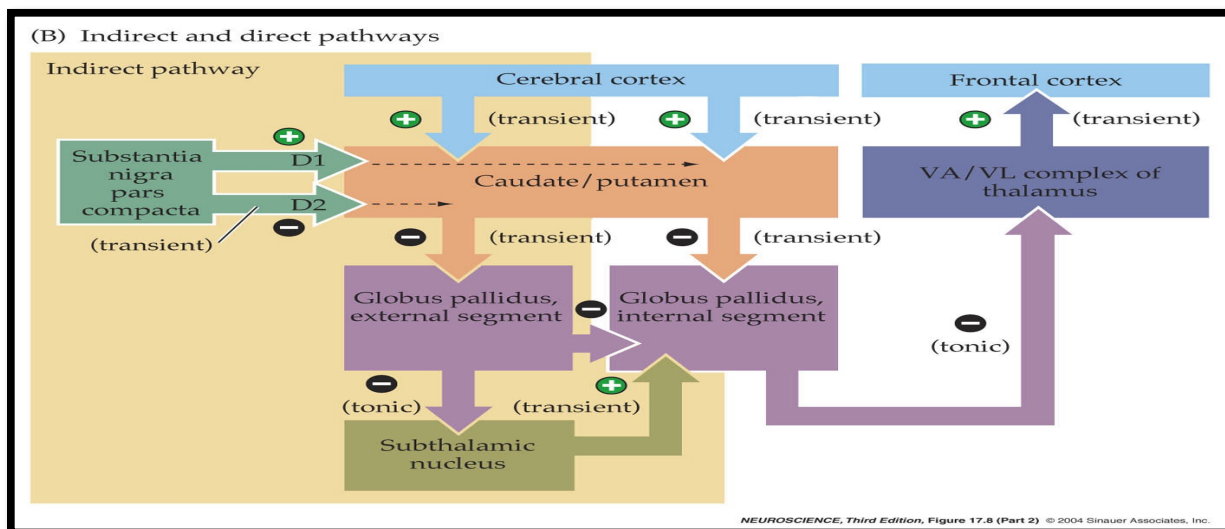 (B) Indirect and direct pathways
Indirect pathway
Cerebral cortex
Frontal cortex
+
(transient)
+
(transient)
+
(transient)
+
Substantia
nigra
pars
compacta
D1
D2
(transient)
−
Caudate/putamen
VA/VL complex of
thalamus
−
(transient)
−
(transient)
Globus pallidus,
external segment
−
Globus pallidus,
internal segment
−
(tonic)
−
(tonic)
+
(transient)
Subthalamic
nucleus
NEUROSCIENCE, Third Edition, Figure 17.8 (Part 2) © 2004 Sinauer Associates, Inc.